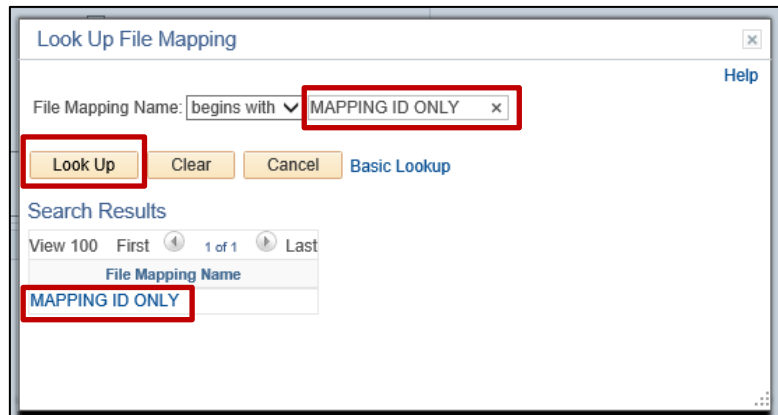 Look Up File Mapping
Help
File Mapping Name: begins with MAPPING ID ONLY
Look Up Clear Cancel Basic Lookup
Search Results
View 100 First 1 of 1 Last
File Mapping Name
MAPPING ID ONLY